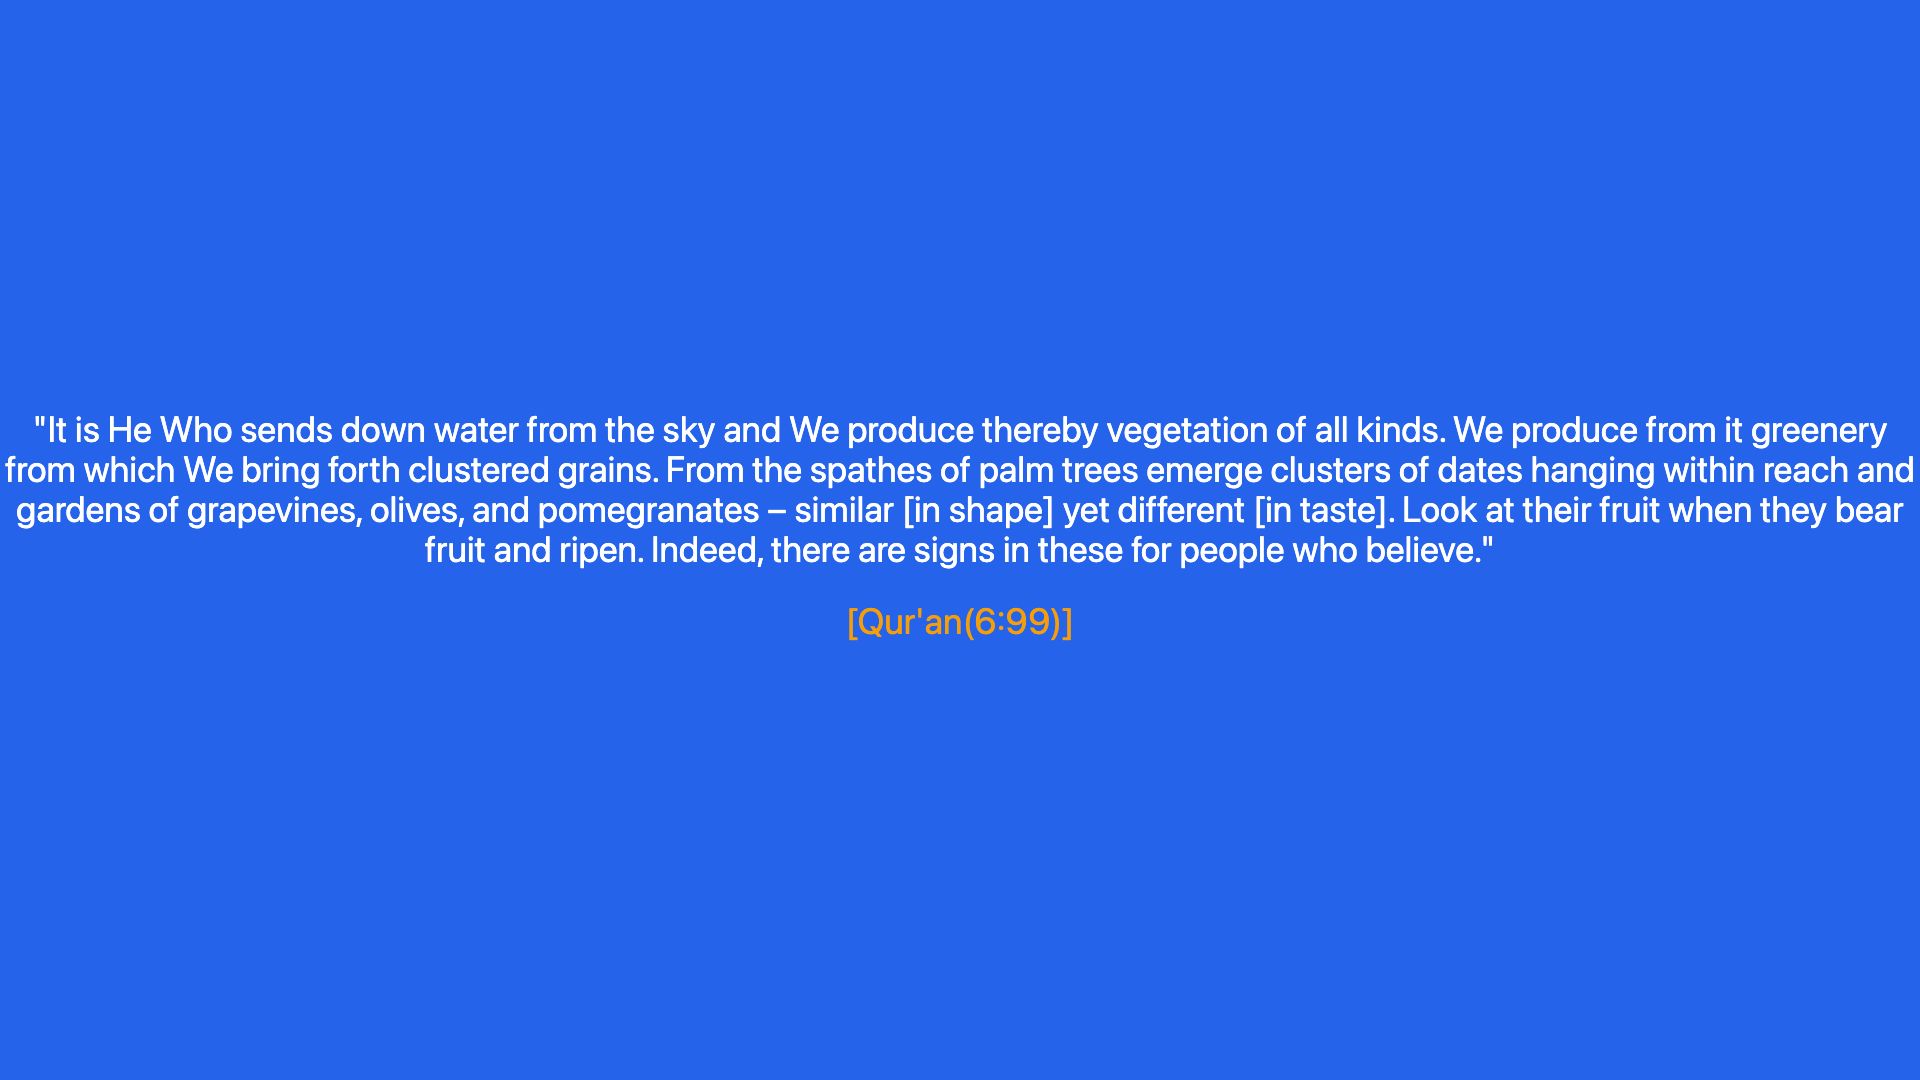 "It is He Who sends down water from the sky and We produce thereby vegetation of all kinds. We produce from it greenery
from which We bring forth clustered grains. From the spathes of palm trees emerge clusters of dates hanging within reach and
gardens of grapevines, olives, and pomegranates – similar [in shape] yet different [in taste]. Look at their fruit when they bear
fruit and ripen. Indeed, there are signs in these for people who believe."
[Qur'an(6:99)]